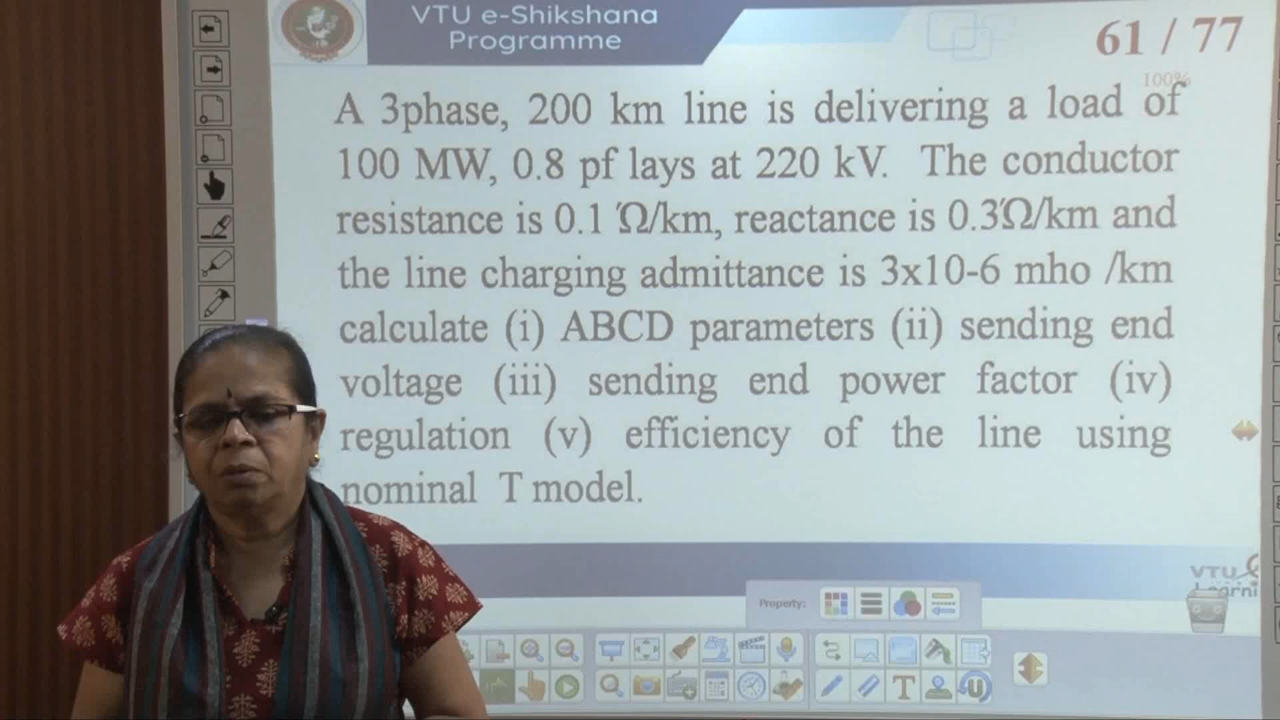 VTU e-Shikshana
Programme
61 / 77
100%
A 3phase, 200 km line is delivering a load of
100 MW, 0.8 pf lays at 220 kV. The conductor
resistance is 0.1 Ώ/km, reactance is 0.3Ώ/km and
the line charging admittance is 3x10-6 mho /km
calculate (i) ABCD parameters (ii) sending end
voltage (iii) sending end power factor (iv)
regulation (v) efficiency of the line using
nominal T model.
VTU
Property: